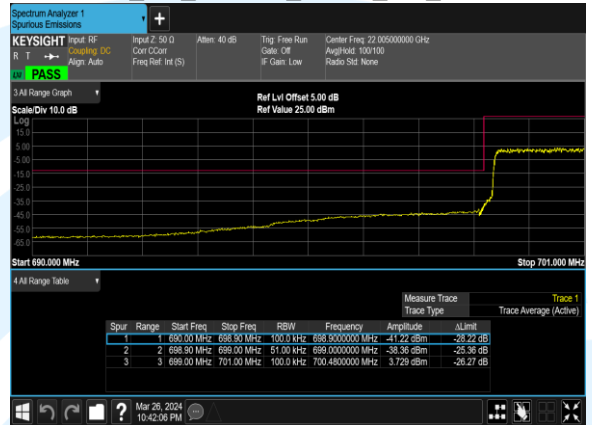 Spectrum Analyzer 1
Spurious Emissions
KEYSIGHT Input: RF Input Z: 50 Ω Atten: 40 dB Trig: Free Run Center Freq: 22.005000000 GHz
R T Coupling: DC Corr CCorr Gate: Off Avg|Hold: 100/100
Align: Auto Freq Ref: Int (S) IF Gain: Low Radio Std: None
LW PASS
3 All Range Graph
Ref Lvl Offset 5.00 dB
Scale/Div 10.0 dB Ref Value 25.00 dBm
Log
15.0
5.00
-5.00
-15.0
-25.0
-35.0
-45.0
-55.0
-65.0
Start 690.000 MHz Stop 701.000 MHz
4 All Range Table
Measure Trace Trace 1
Trace Type Trace Average (Active)
Spur Range Start Freq Stop Freq RBW Frequency Amplitude ΔLimit
1 1 690.00 MHz 698.90 MHz 100.0 kHz 698.9000000 MHz -41.22 dBm -28.22 dB
2 2 698.90 MHz 699.00 MHz 51.00 kHz 699.0000000 MHz -38.36 dBm -25.36 dB
3 3 699.00 MHz 701.00 MHz 100.0 kHz 700.4800000 MHz 3.729 dBm -26.27 dB
Mar 26, 2024
10:42:06 PM